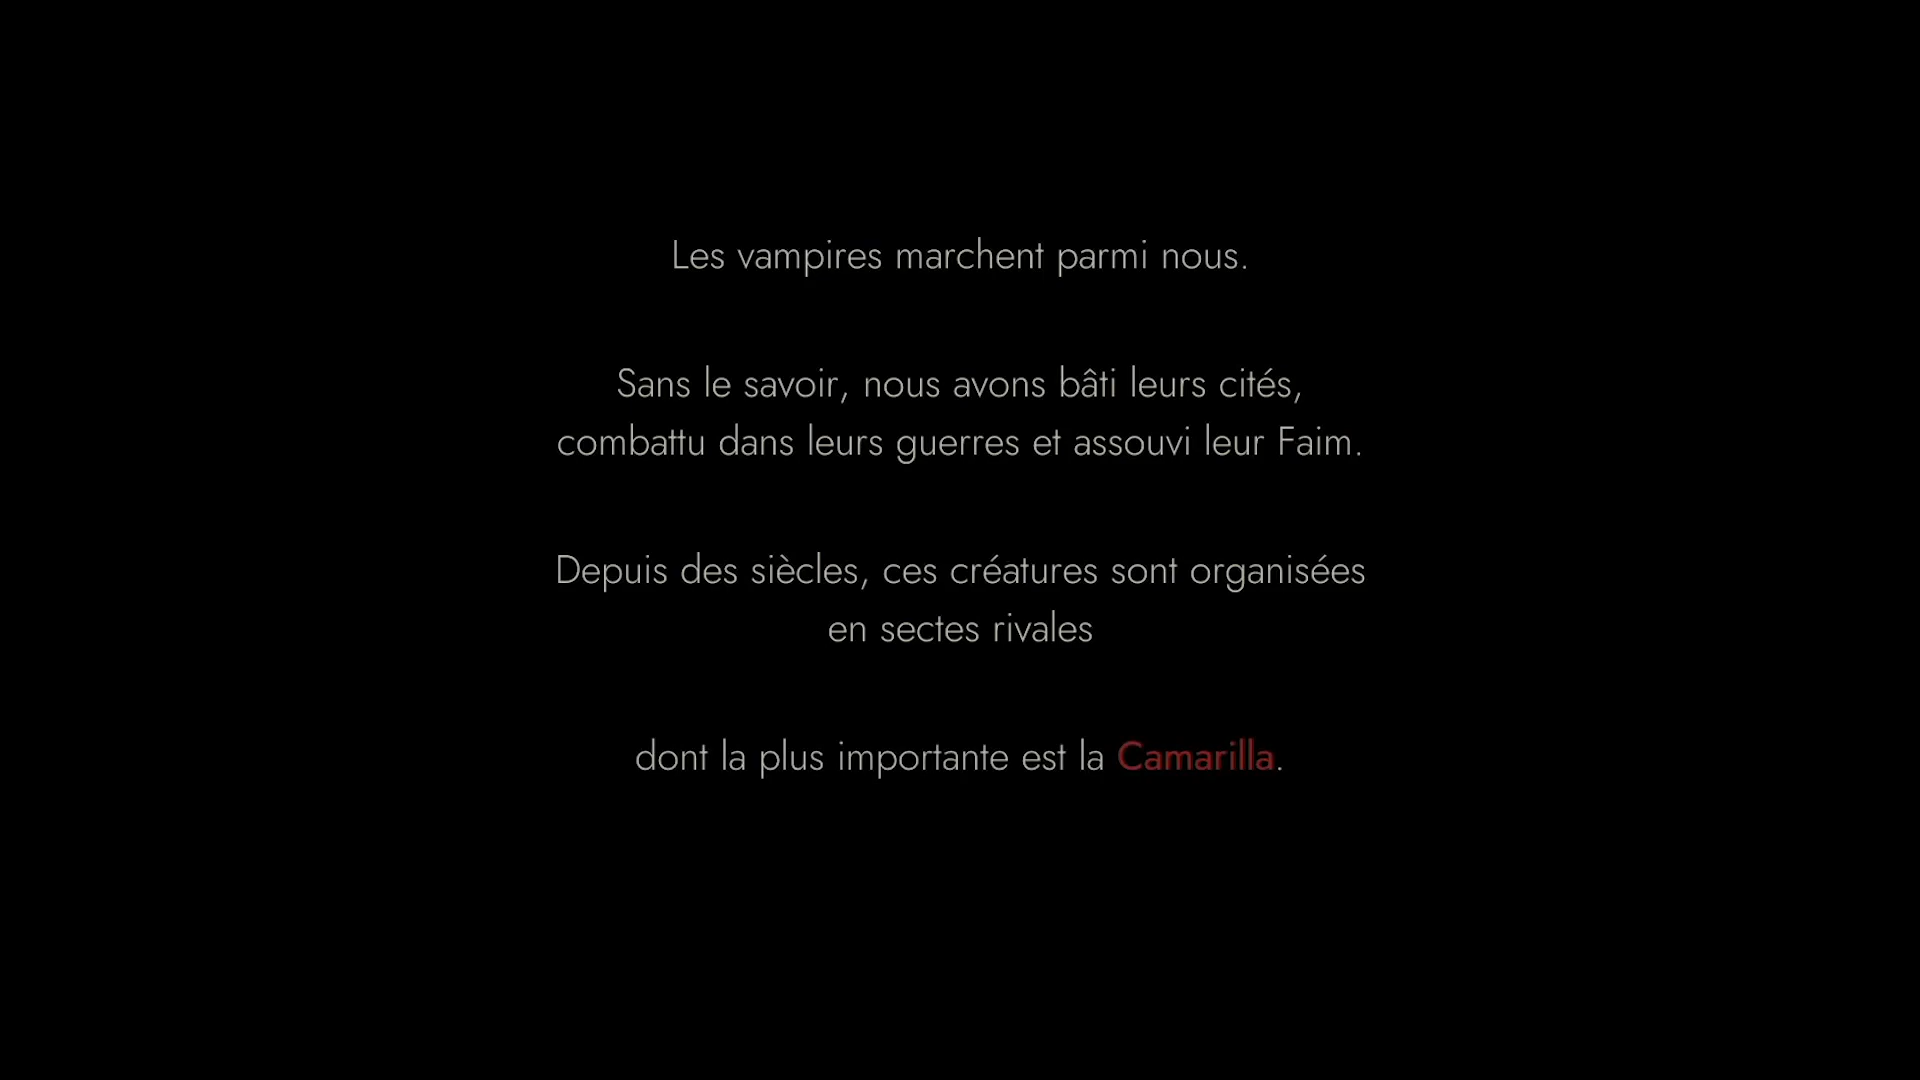 Les vampires marchent parmi nous.
Sans le savoir, nous avons bâti leurs cités,
combattu dans leurs guerres et assouvi leur Faim.
Depuis des siècles, ces créatures sont organisées
en sectes rivales
dont la plus importante est la Camarilla.